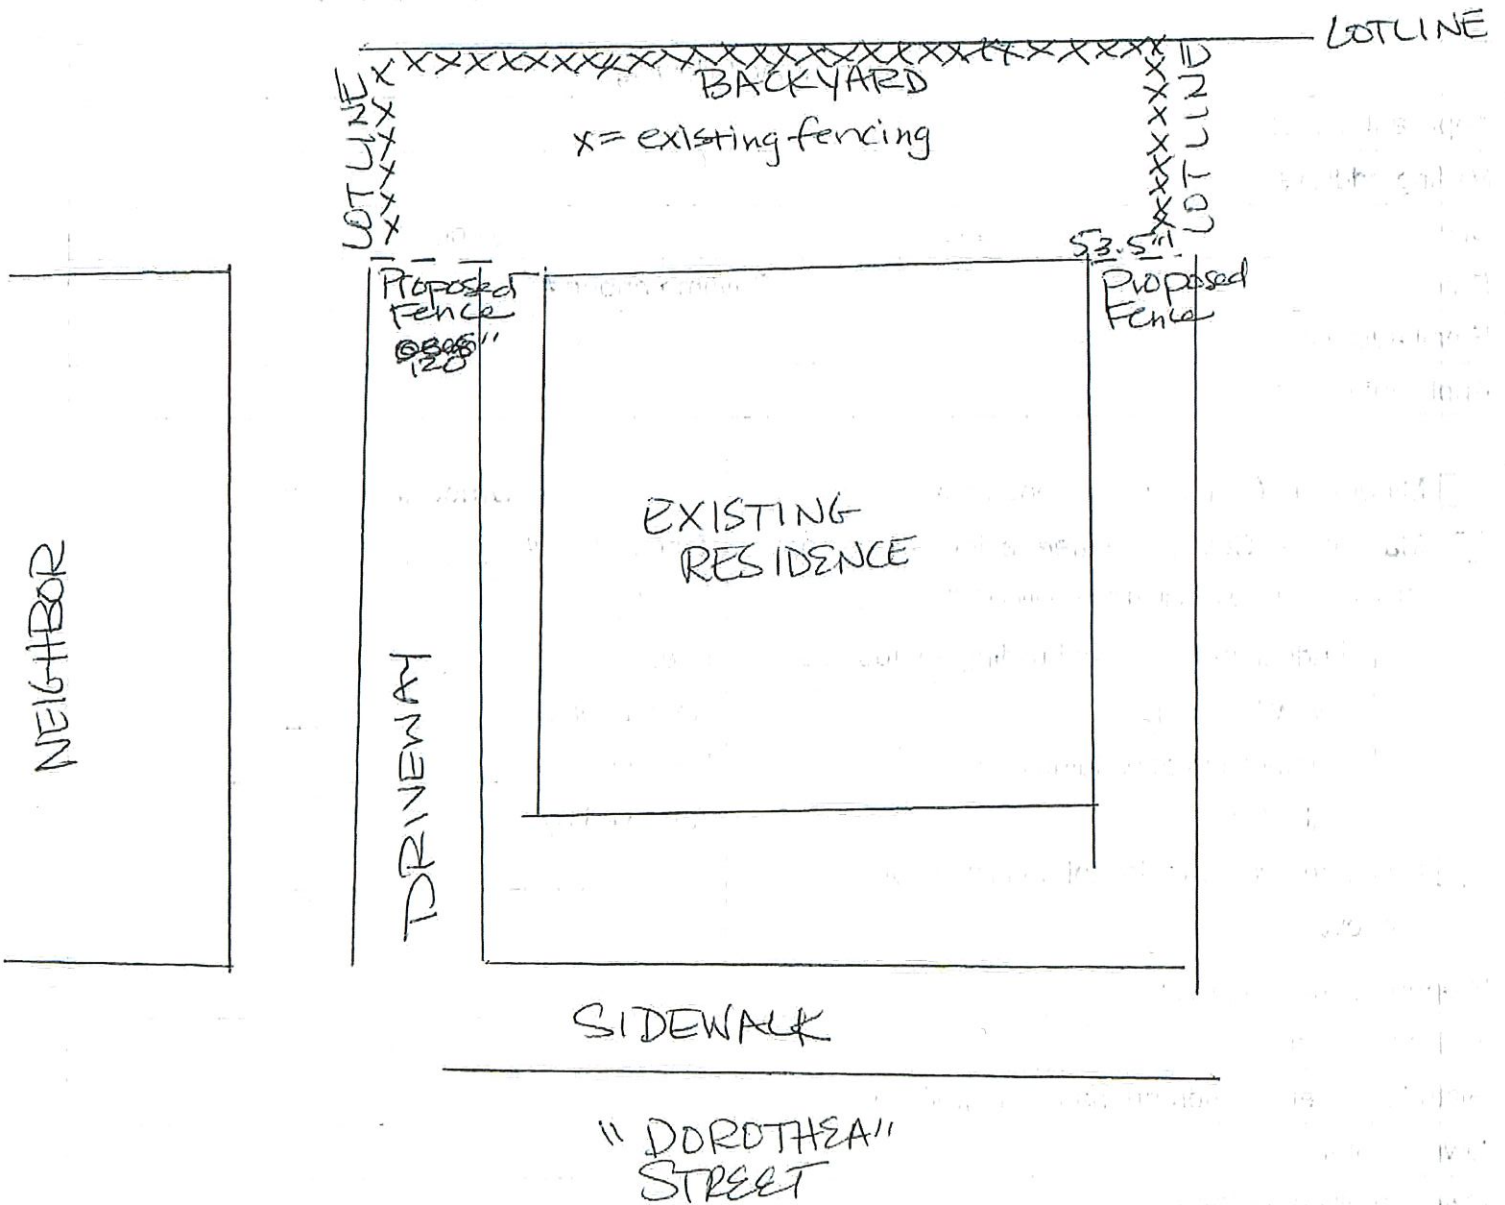 LOTLINE
BACKYARD
x = existing fencing
LOT LINE
LOT LINE
53.5"
Proposed
Fence
120"
Proposed
Fence
EXISTING
RESIDENCE
NEIGHBOR
DRIVEWAY
SIDEWALK
"DOROTHEA"
STREET